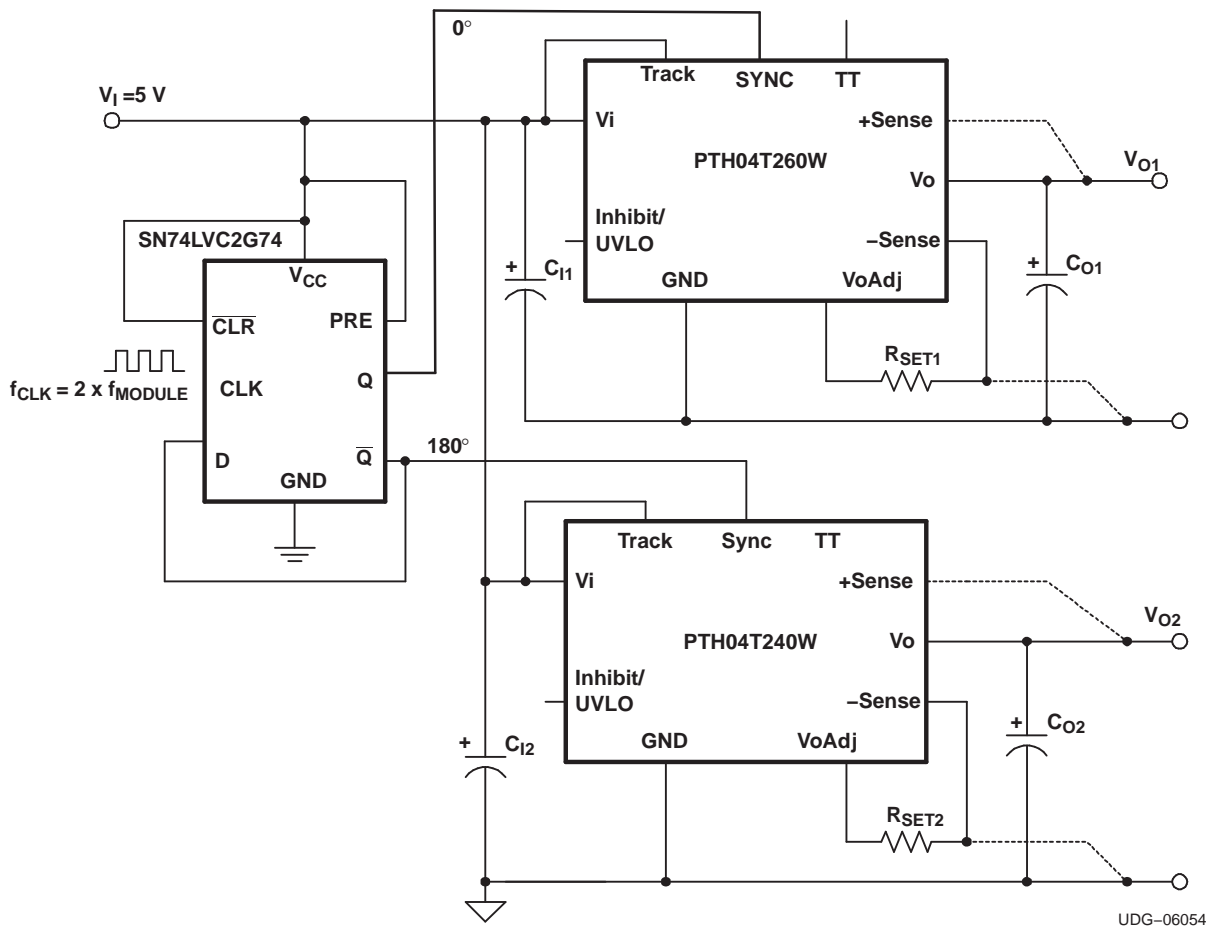 0°
Track
SYNC
TT
V_I =5 V
Vi
+Sense
PTH04T260W
V_O1
Vo
Inhibit/
UVLO
−Sense
SN74LVC2G74
V_CC
+
C_I1
GND
VoAdj
+
C_O1
CLR
PRE
R_SET1
f_CLK = 2 x f_MODULE
CLK
Q
D
Q
180°
GND
Track
Sync
TT
Vi
+Sense
V_O2
PTH04T240W
Vo
Inhibit/
UVLO
−Sense
+
C_I2
GND
VoAdj
+
C_O2
R_SET2
UDG−06054